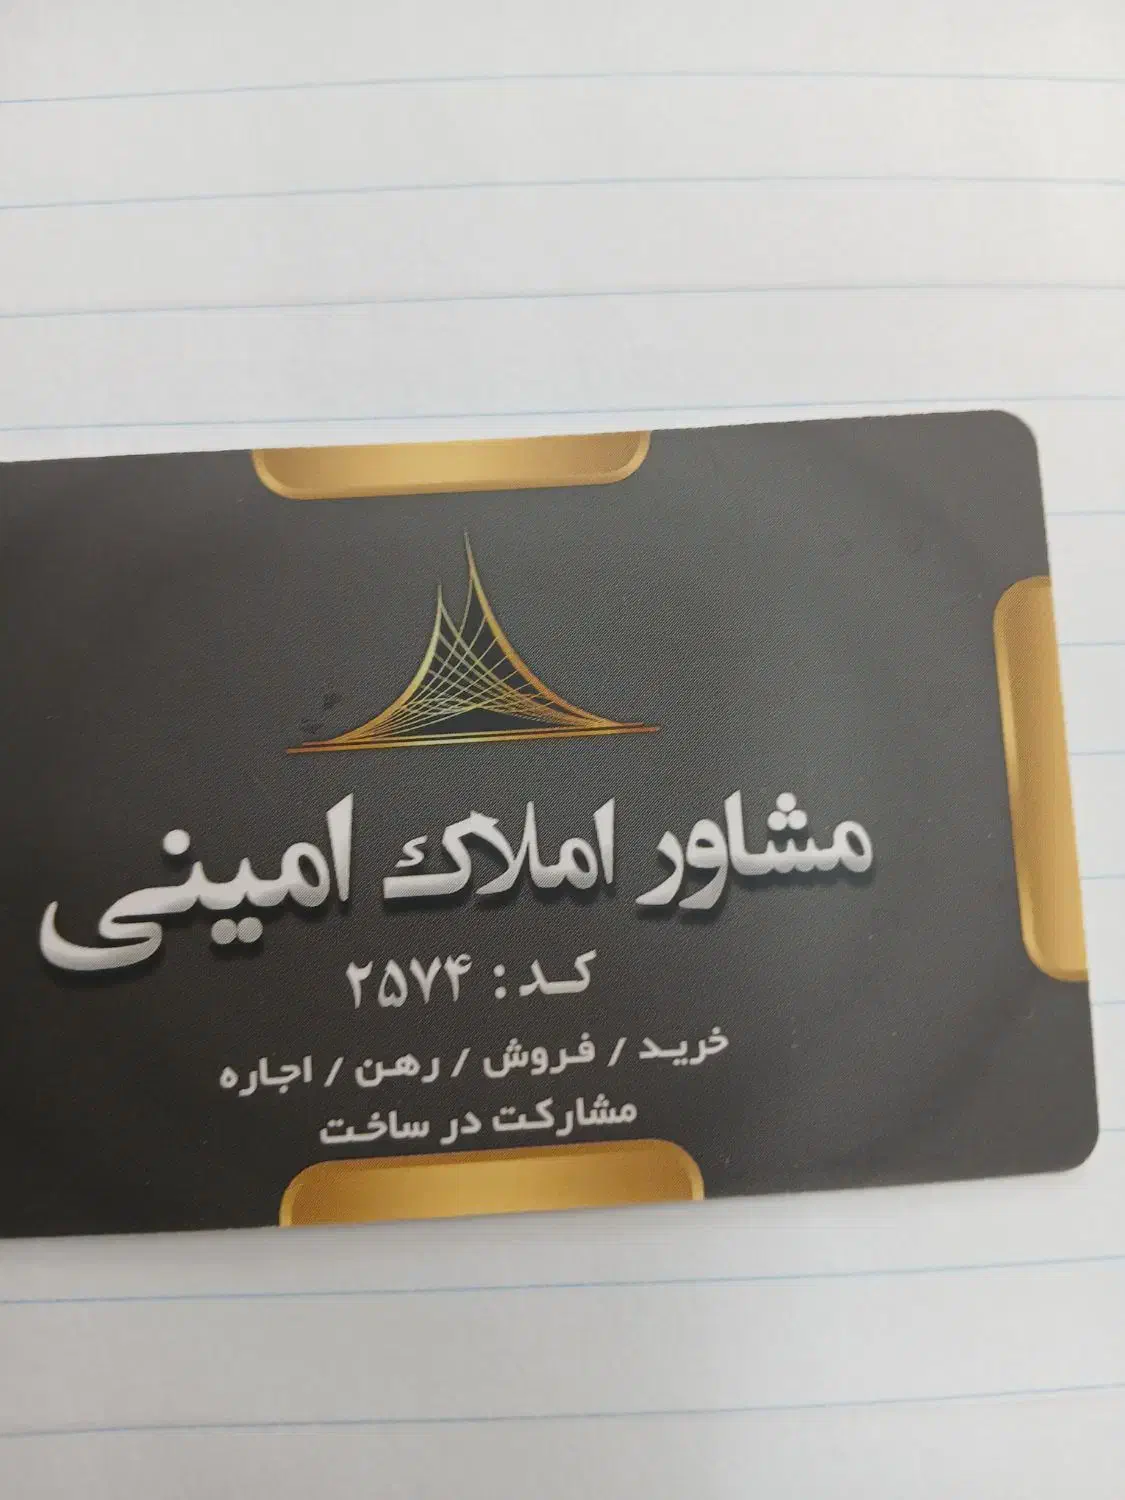 مشاور املاک امینی
کد: ۲۵۷۴
خرید / فروش / رهن / اجاره
مشارکت در ساخت